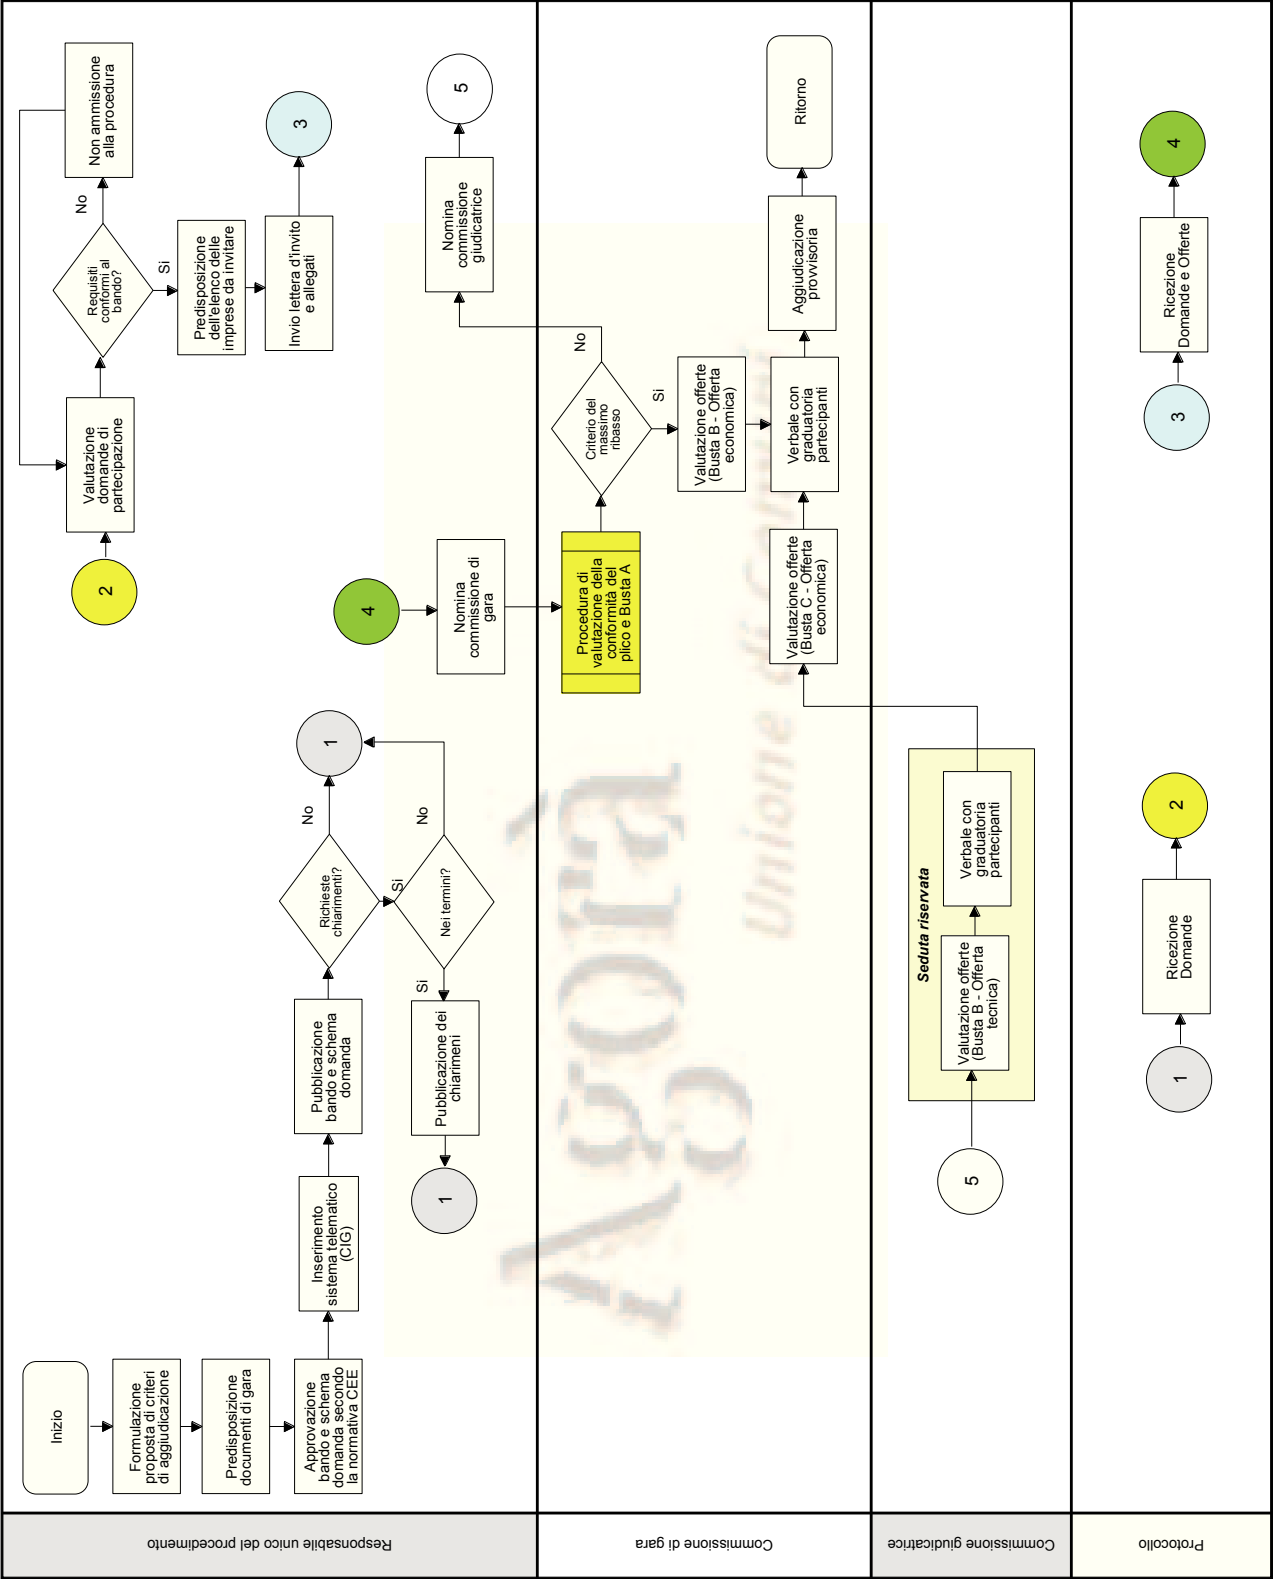 Responsabile unico del procedimento
Inizio
Formulazione
proposta di criteri
di aggiudicazione
Predisposizione
documenti di gara
Approvazione
bando e schema
domanda secondo
la normativa CEE
Inserimento
sistema telematico
(CIG)
Pubblicazione
bando e schema
domanda
Richieste
chiarimenti?
No
1
Si
Nei termini?
No
Si
Pubblicazione dei
chiarimeni
1
2
Valutazione
domande di
partecipazione
Requisiti
conformi al
bando?
No
Non ammissione
alla procedura
Si
Predisposizione
dell'elenco delle
imprese da invitare
Invio lettera d'invito
e allegati
3
4
Nomina
commissione di
gara
Nomina
commissione
giudicatrice
5
Commissione di gara
Procedura di
valutazione della
conformità del
plico e Busta A
Criterio del
massimo
ribasso
No
Si
Valutazione offerte
(Busta B - Offerta
economica)
Valutazione offerte
(Busta C - Offerta
economica)
Verbale con
graduatoria
partecipanti
Aggiudicazione
provvisoria
Ritorno
Agorà
Unione di
Commissione giudicatrice
5
Seduta riservata
Valutazione offerte
(Busta B - Offerta
tecnica)
Verbale con
graduatoria
partecipanti
Protocollo
1
Ricezione
Domande
2
3
Ricezione
Domande e Offerte
4